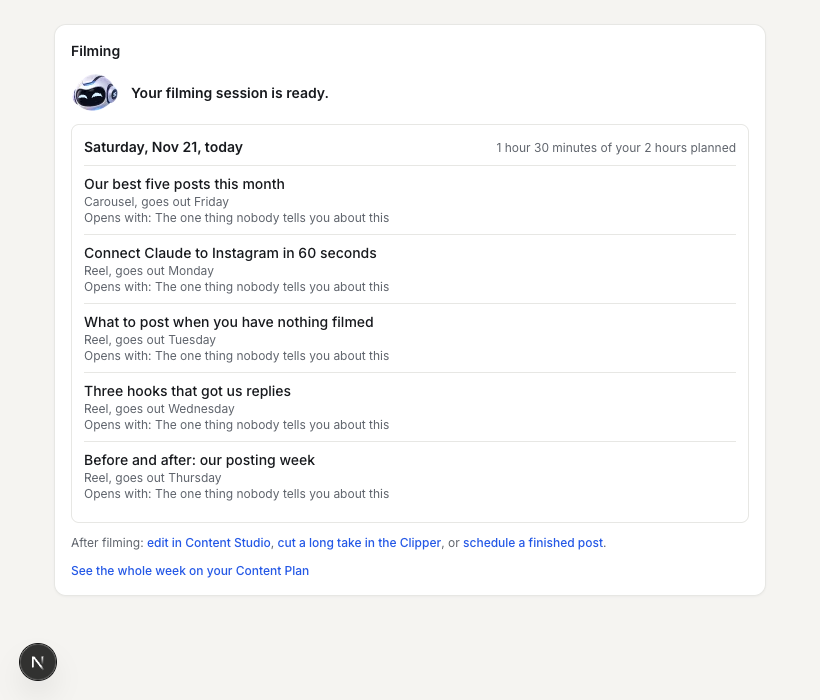 Filming
Your filming session is ready.
Saturday, Nov 21, today
1 hour 30 minutes of your 2 hours planned
Our best five posts this month
Carousel, goes out Friday
Opens with: The one thing nobody tells you about this
Connect Claude to Instagram in 60 seconds
Reel, goes out Monday
Opens with: The one thing nobody tells you about this
What to post when you have nothing filmed
Reel, goes out Tuesday
Opens with: The one thing nobody tells you about this
Three hooks that got us replies
Reel, goes out Wednesday
Opens with: The one thing nobody tells you about this
Before and after: our posting week
Reel, goes out Thursday
Opens with: The one thing nobody tells you about this
After filming: edit in Content Studio, cut a long take in the Clipper, or schedule a finished post.
See the whole week on your Content Plan
N